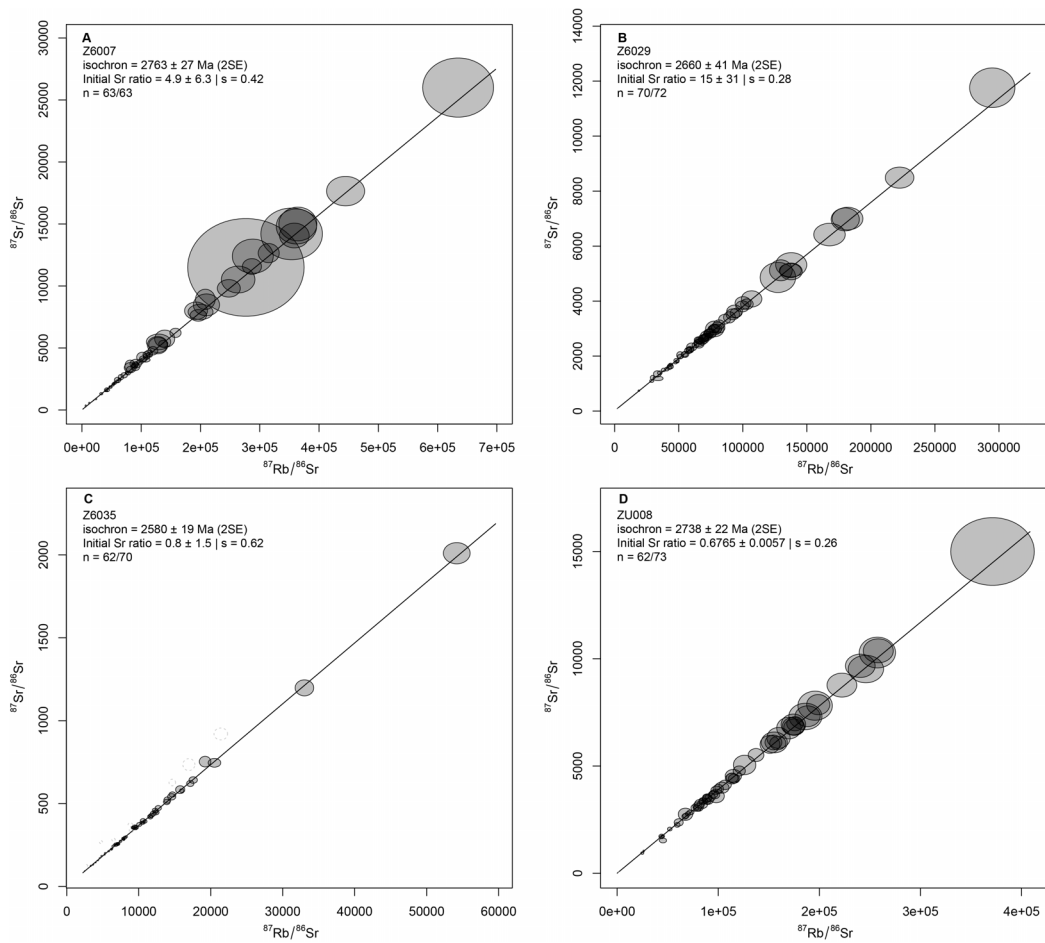 A
Z6007
isochron = 2763 ± 27 Ma (2SE)
Initial Sr ratio = 4.9 ± 6.3 | s = 0.42
n = 63/63
30000
25000
20000
15000
10000
5000
0
⁸⁷Sr/⁸⁶Sr
0e+00 1e+05 2e+05 3e+05 4e+05 5e+05 6e+05 7e+05
⁸⁷Rb/⁸⁶Sr
B
Z6029
isochron = 2660 ± 41 Ma (2SE)
Initial Sr ratio = 15 ± 31 | s = 0.28
n = 70/72
14000
12000
10000
8000
6000
4000
2000
0
⁸⁷Sr/⁸⁶Sr
0 50000 100000 150000 200000 250000 300000
⁸⁷Rb/⁸⁶Sr
C
Z6035
isochron = 2580 ± 19 Ma (2SE)
Initial Sr ratio = 0.8 ± 1.5 | s = 0.62
n = 62/70
2000
1500
1000
500
0
⁸⁷Sr/⁸⁶Sr
0 10000 20000 30000 40000 50000 60000
⁸⁷Rb/⁸⁶Sr
D
ZU008
isochron = 2738 ± 22 Ma (2SE)
Initial Sr ratio = 0.6765 ± 0.0057 | s = 0.26
n = 62/73
15000
10000
5000
0
⁸⁷Sr/⁸⁶Sr
0e+00 1e+05 2e+05 3e+05 4e+05
⁸⁷Rb/⁸⁶Sr